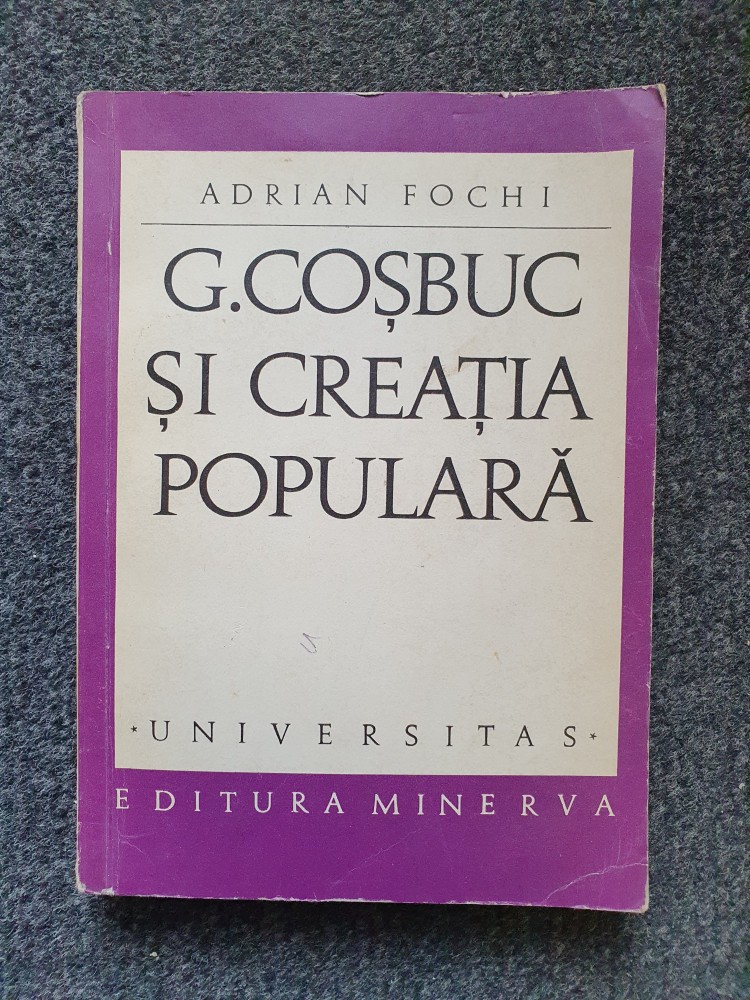 ADRIAN FOCHI
G.COȘBUC
ȘI CREAȚIA
POPULARĂ
* UNIVERSITAS *
EDITURA MINERVA